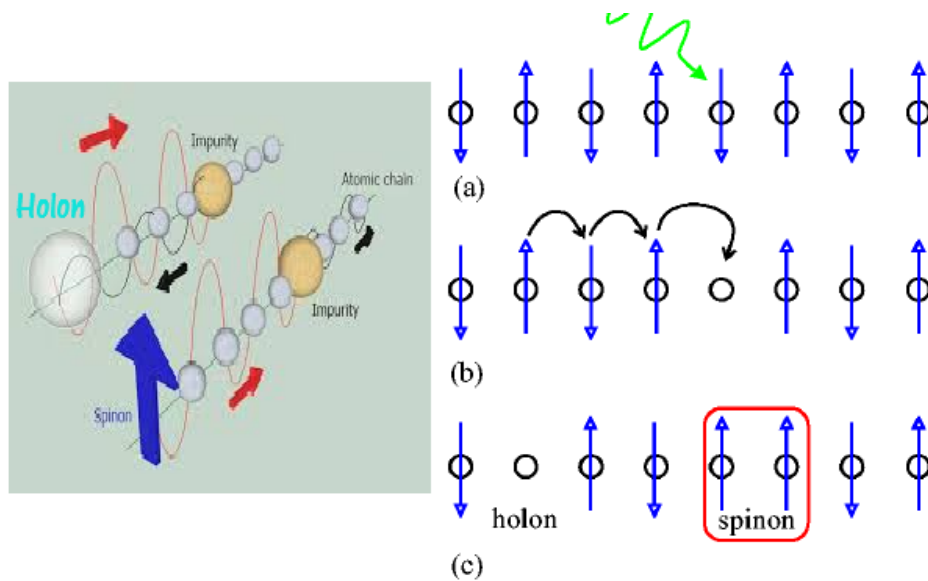 Holon
Impurity
Atomic chain
Impurity
Spinon
(a)
(b)
holon
spinon
(c)